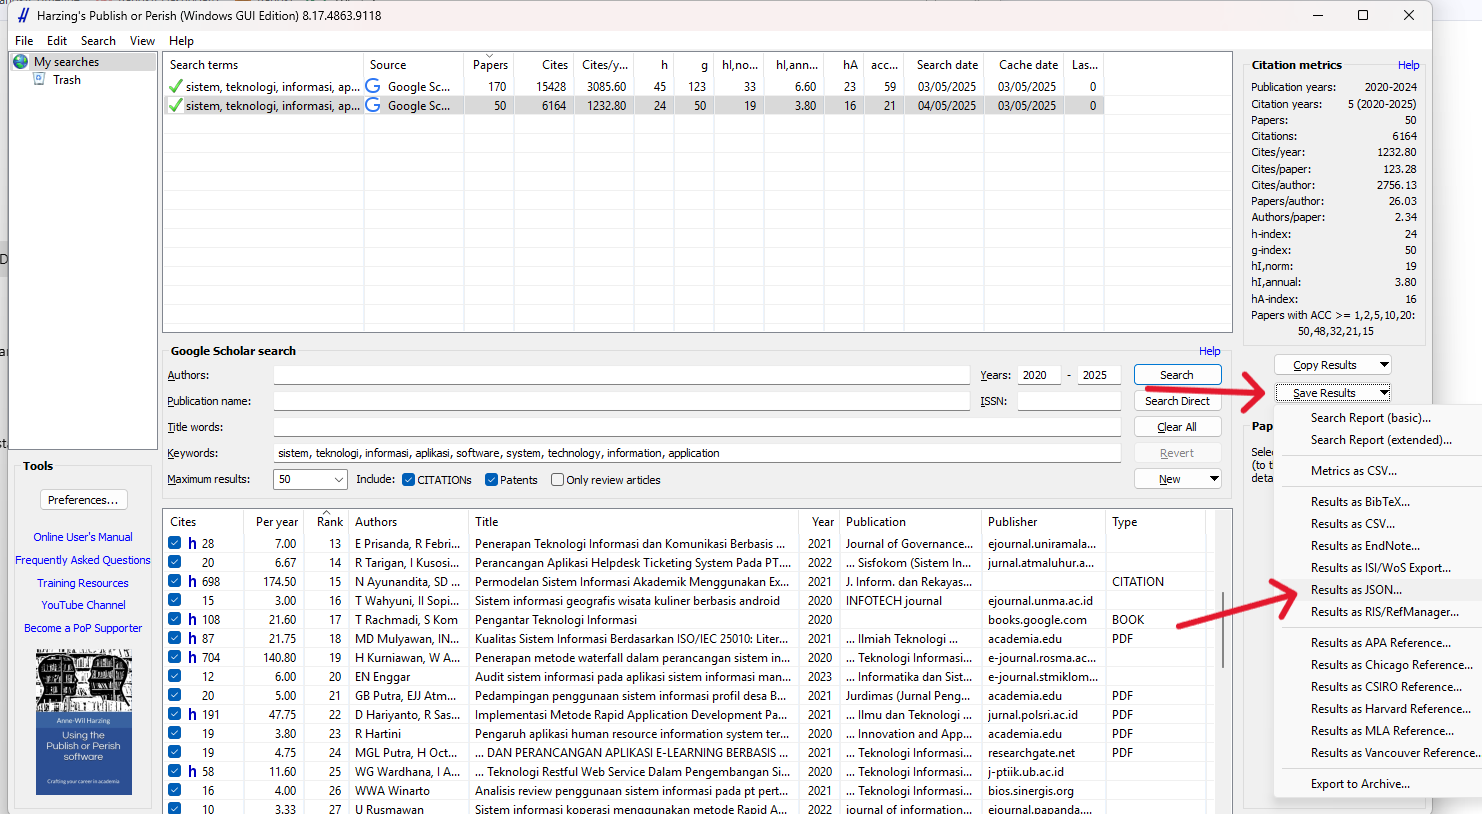 Harzing's Publish or Perish (Windows GUI Edition) 8.17.4863.9118
File Edit Search View Help
My searches
Trash
Search terms Source Papers Cites Cites/y... h g hI,no... hI,ann... hA acc... Search date Cache date Las...
sistem, teknologi, informasi, ap... Google Sc... 170 15428 3085.60 45 123 33 6.60 23 59 03/05/2025 03/05/2025 0
sistem, teknologi, informasi, ap... Google Sc... 50 6164 1232.80 24 50 19 3.80 16 21 04/05/2025 03/05/2025 0
Citation metrics Help
Publication years: 2020-2024
Citation years: 5 (2020-2025)
Papers: 50
Citations: 6164
Cites/year: 1232.80
Cites/paper: 123.28
Cites/author: 2756.13
Papers/author: 26.03
Authors/paper: 2.34
h-index: 24
g-index: 50
hI,norm: 19
hI,annual: 3.80
hA-index: 16
Papers with ACC >= 1,2,5,10,20:
50,48,32,21,15
Google Scholar search Help
Authors: Years: 2020 - 2025 Search
Publication name: ISSN: Search Direct
Title words: Clear All
Keywords: sistem, teknologi, informasi, aplikasi, software, system, technology, information, application Revert
Maximum results: 50 Include: CITATIONs Patents Only review articles New
Copy Results
Save Results
Search Report (basic)...
Search Report (extended)...
Metrics as CSV...
Results as BibTeX...
Results as CSV...
Results as EndNote...
Results as ISI/WoS Export...
Results as JSON...
Results as RIS/RefManager...
Results as APA Reference...
Results as Chicago Reference...
Results as CSIRO Reference...
Results as Harvard Reference...
Results as MLA Reference...
Results as Vancouver Reference...
Export to Archive...
Tools
Preferences...
Online User's Manual
Frequently Asked Questions
Training Resources
YouTube Channel
Become a PoP Supporter
Anne-Wil Harzing
Using the
Publish or Perish
software
Crafting your career in academia
Cites Per year Rank Authors Title Year Publication Publisher Type
h 28 7.00 13 E Prisanda, R Febri... Penerapan Teknologi Informasi dan Komunikasi Berbasis ... 2021 Journal of Governance... ejournal.uniramala...
20 6.67 14 R Tarigan, I Kusosi... Perancangan Aplikasi Helpdesk Ticketing System Pada PT.... 2022 ... Sisfokom (Sistem In... jurnal.atmaluhur.a...
h 698 174.50 15 N Ayunandita, SD ... Permodelan Sistem Informasi Akademik Menggunakan Ex... 2021 J. Inform. dan Rekayas... CITATION
15 3.00 16 T Wahyuni, II Sopi... Sistem informasi geografis wisata kuliner berbasis android 2020 INFOTECH journal ejournal.unma.ac.id
h 108 21.60 17 T Rachmadi, S Kom Pengantar Teknologi Informasi 2020 books.google.com BOOK
h 87 21.75 18 MD Mulyawan, IN... Kualitas Sistem Informasi Berdasarkan ISO/IEC 25010: Liter... 2021 ... Ilmiah Teknologi ... academia.edu PDF
h 704 140.80 19 H Kurniawan, W A... Penerapan metode waterfall dalam perancangan sistem in... 2020 ... Teknologi Informasi... e-journal.rosma.ac...
12 6.00 20 EN Enggar Audit sistem informasi pada aplikasi sistem informasi man... 2023 ... Informatika dan Sist... e-journal.stmiklom...
20 5.00 21 GB Putra, EJJ Atm... Pedampingan penggunaan sistem informasi profil desa B... 2021 Jurdimas (Jurnal Peng... academia.edu PDF
h 191 47.75 22 D Hariyanto, R Sas... Implementasi Metode Rapid Application Development Pa... 2021 ... Ilmu dan Teknologi ... jurnal.polsri.ac.id PDF
19 3.80 23 R Hartini Pengaruh aplikasi human resource information system ter... 2020 ... Innovation and App... academia.edu PDF
19 4.75 24 MGL Putra, H Oct... ... DAN PERANCANGAN APLIKASI E-LEARNING BERBASIS ... 2021 ... Teknologi Informasi... researchgate.net PDF
h 58 11.60 25 WG Wardhana, I A... ... Teknologi Restful Web Service Dalam Pengembangan Si... 2020 ... Teknologi Informasi... j-ptiik.ub.ac.id
16 4.00 26 WWA Winarto Analisis review penggunaan sistem informasi pada pt pert... 2021 ... Teknologi Informasi... bios.sinergis.org
10 3.33 27 U Rusmawan Sistem informasi koperasi menggunakan metode Rapid A... 2022 journal of information... ejournal.papanda...